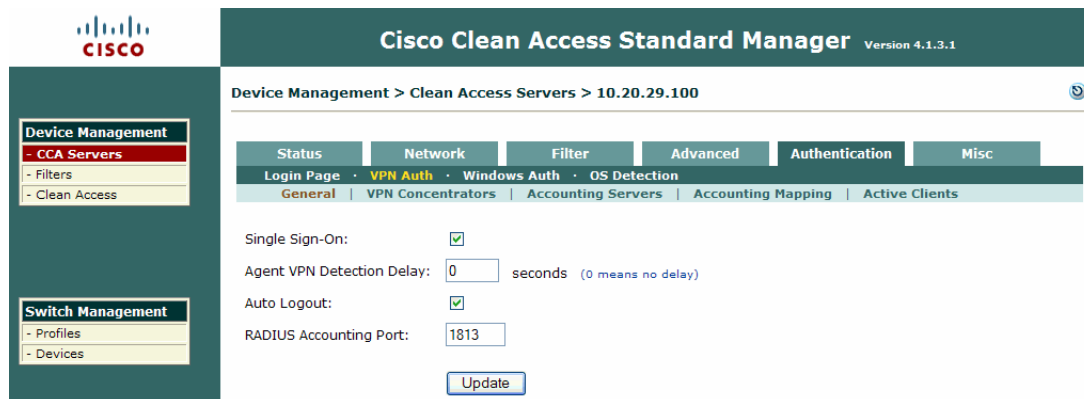 CISCO
Cisco Clean Access Standard Manager Version 4.1.3.1
Device Management > Clean Access Servers > 10.20.29.100
Device Management
- CCA Servers
- Filters
- Clean Access
Status Network Filter Advanced Authentication Misc
Login Page · VPN Auth · Windows Auth · OS Detection
General | VPN Concentrators | Accounting Servers | Accounting Mapping | Active Clients
Single Sign-On:
Agent VPN Detection Delay: 0 seconds (0 means no delay)
Auto Logout:
RADIUS Accounting Port: 1813
Update
Switch Management
- Profiles
- Devices